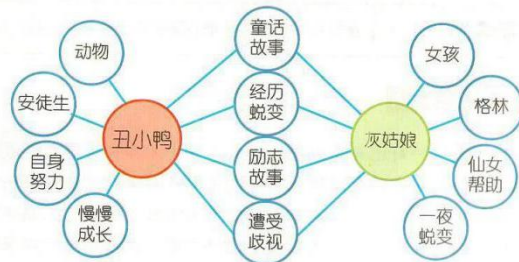 动物
安徒生
自身
努力
慢慢
成长
丑小鸭
童话
故事
经历
蜕变
励志
故事
遭受
歧视
灰姑娘
女孩
格林
仙女
帮助
一夜
蜕变